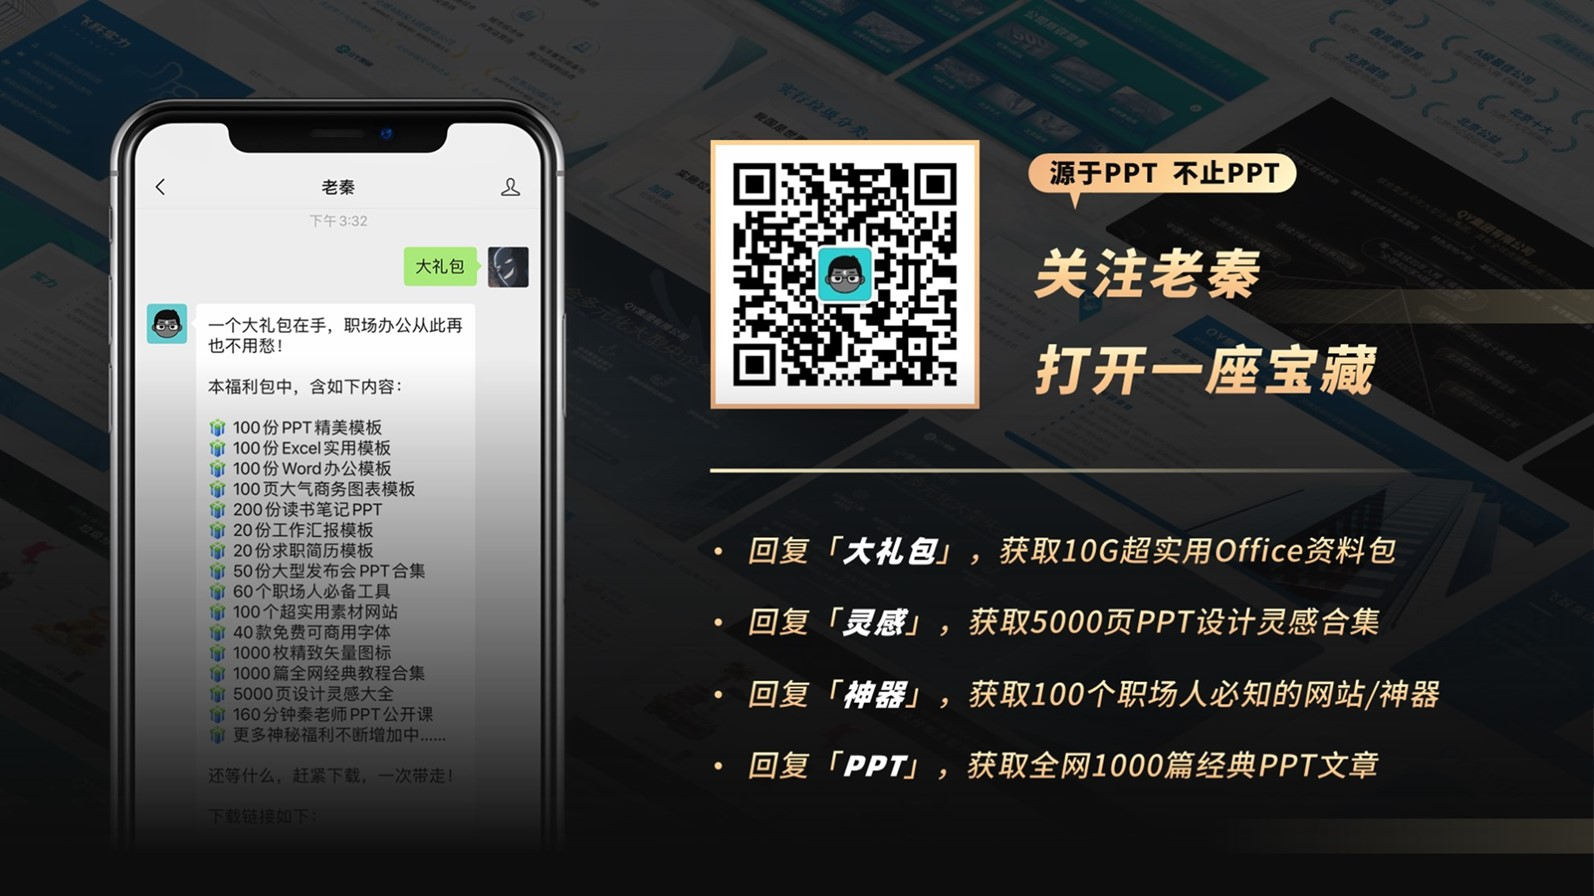 老秦
下午 3:32
大礼包
一个大礼包在手，职场办公从此再
也不用愁！
本福利包中，含如下内容：
100份PPT精美模板
100份Excel实用模板
100份Word办公模板
100页大气商务图表模板
200份读书笔记PPT
20份工作汇报模板
20份求职简历模板
50份大型发布会PPT合集
60个职场人必备工具
100个超实用素材网站
40款免费可商用字体
1000枚精致矢量图标
1000篇全网经典教程合集
5000页设计灵感大全
160分钟秦老师PPT公开课
更多神秘福利不断增加中......
还等什么，赶紧下载，一次带走！
下载链接如下：
源于PPT 不止PPT
关注老秦
打开一座宝藏
• 回复「大礼包」，获取10G超实用Office资料包
• 回复「灵感」，获取5000页PPT设计灵感合集
• 回复「神器」，获取100个职场人必知的网站/神器
• 回复「PPT」，获取全网1000篇经典PPT文章